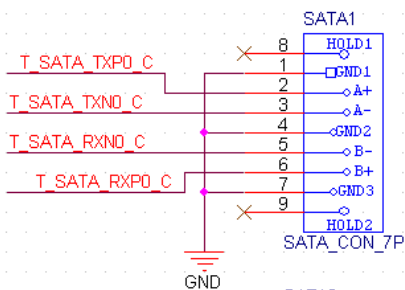 SATA1
8 HOLD1
1 GND1
T_SATA_TXP0_C
2 A+
T_SATA_TXN0_C
3 A-
4 GND2
T_SATA_RXN0_C
5 B-
6 B+
T_SATA_RXP0_C
7 GND3
9
HOLD2
SATA_CON_7P
GND